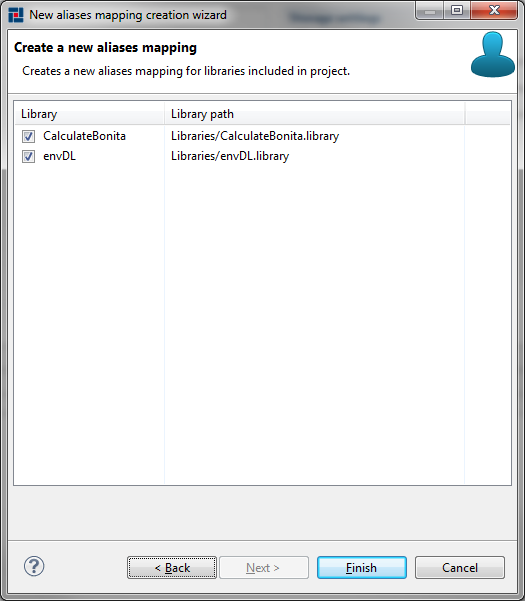 New aliases mapping creation wizard
Create a new aliases mapping
Creates a new aliases mapping for libraries included in project.
Library Library path
CalculateBonita Libraries/CalculateBonita.library
envDL Libraries/envDL.library
? < Back Next > Finish Cancel